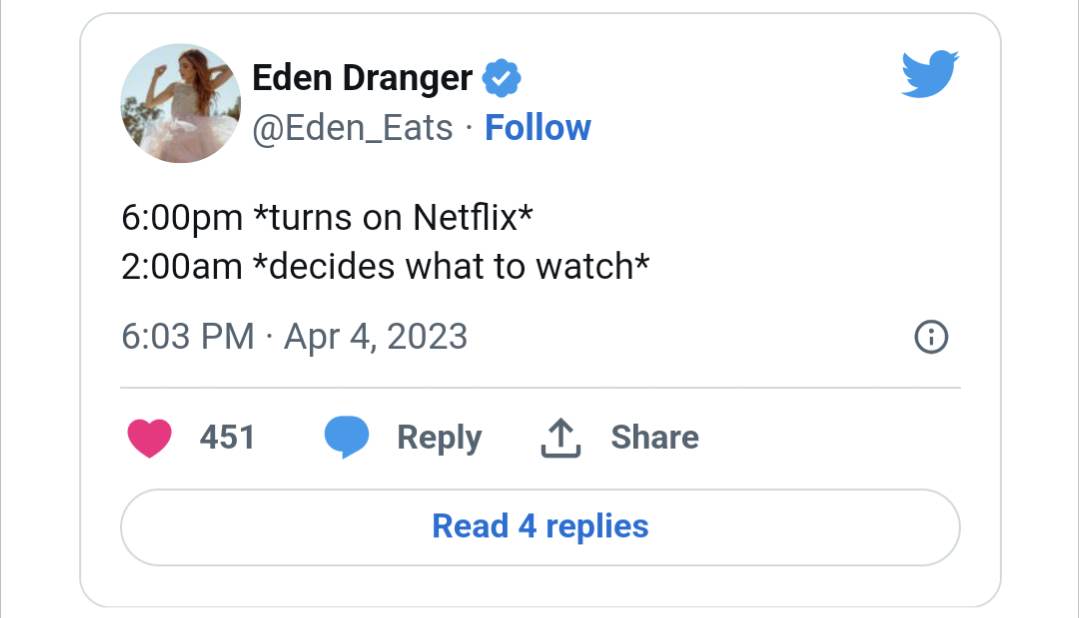 Eden Dranger
@Eden_Eats · Follow
6:00pm *turns on Netflix*
2:00am *decides what to watch*
6:03 PM · Apr 4, 2023
451 Reply Share
Read 4 replies